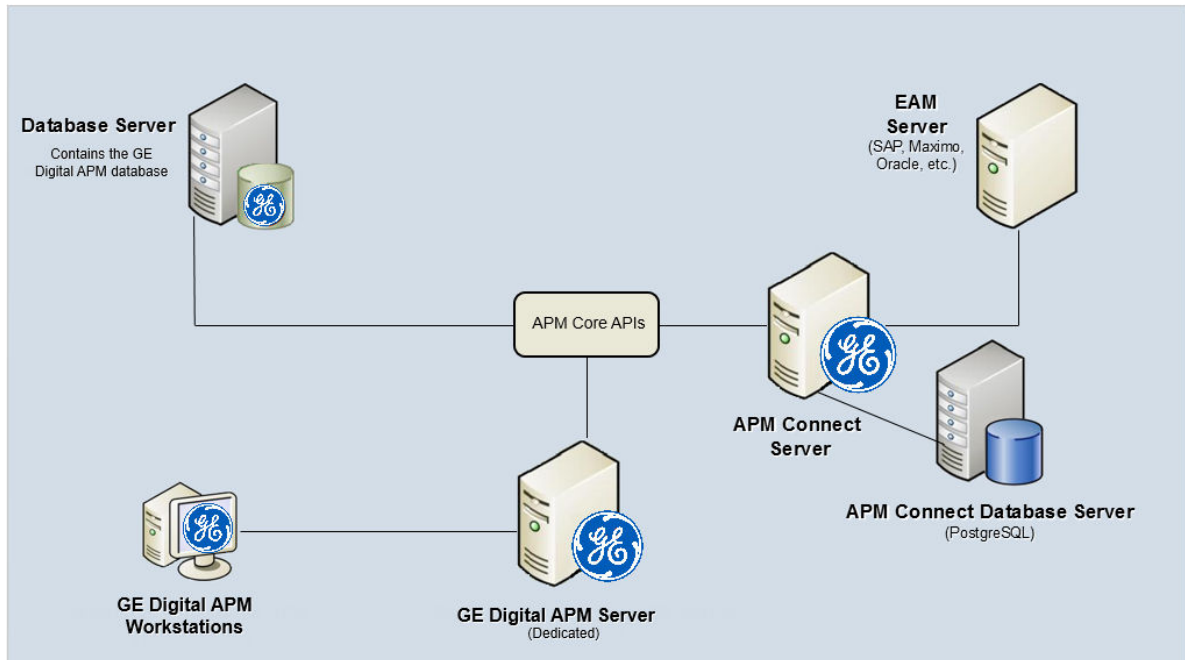 Database Server
Contains the GE
Digital APM database
EAM
Server
(SAP, Maximo,
Oracle, etc.)
APM Core APIs
APM Connect
Server
APM Connect Database Server
(PostgreSQL)
GE Digital APM
Workstations
GE Digital APM Server
(Dedicated)